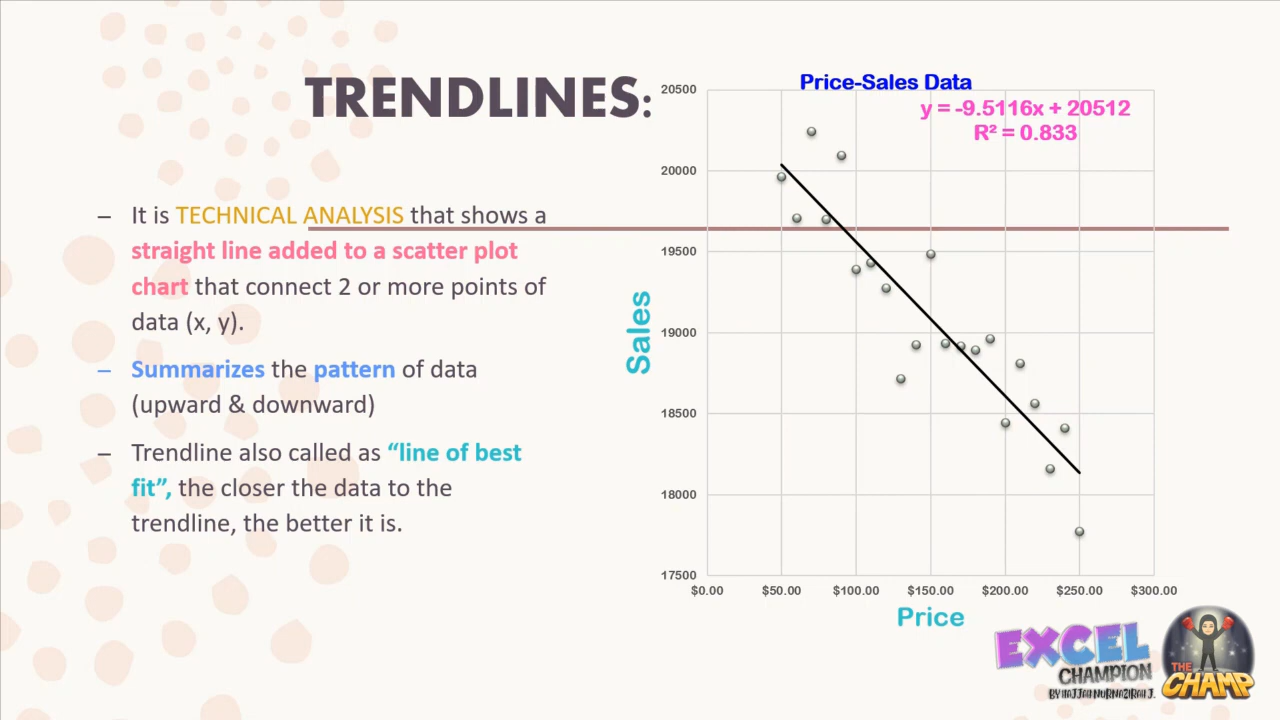 TRENDLINES:
– It is TECHNICAL ANALYSIS that shows a
straight line added to a scatter plot
chart that connect 2 or more points of
data (x, y).
– Summarizes the pattern of data
(upward & downward)
– Trendline also called as “line of best
fit”, the closer the data to the
trendline, the better it is.
Price-Sales Data
y = -9.5116x + 20512
R² = 0.833
Sales
20500
20000
19500
19000
18500
18000
17500
$0.00 $50.00 $100.00 $150.00 $200.00 $250.00 $300.00
Price
EXCEL
CHAMPION
THE
CHAMP